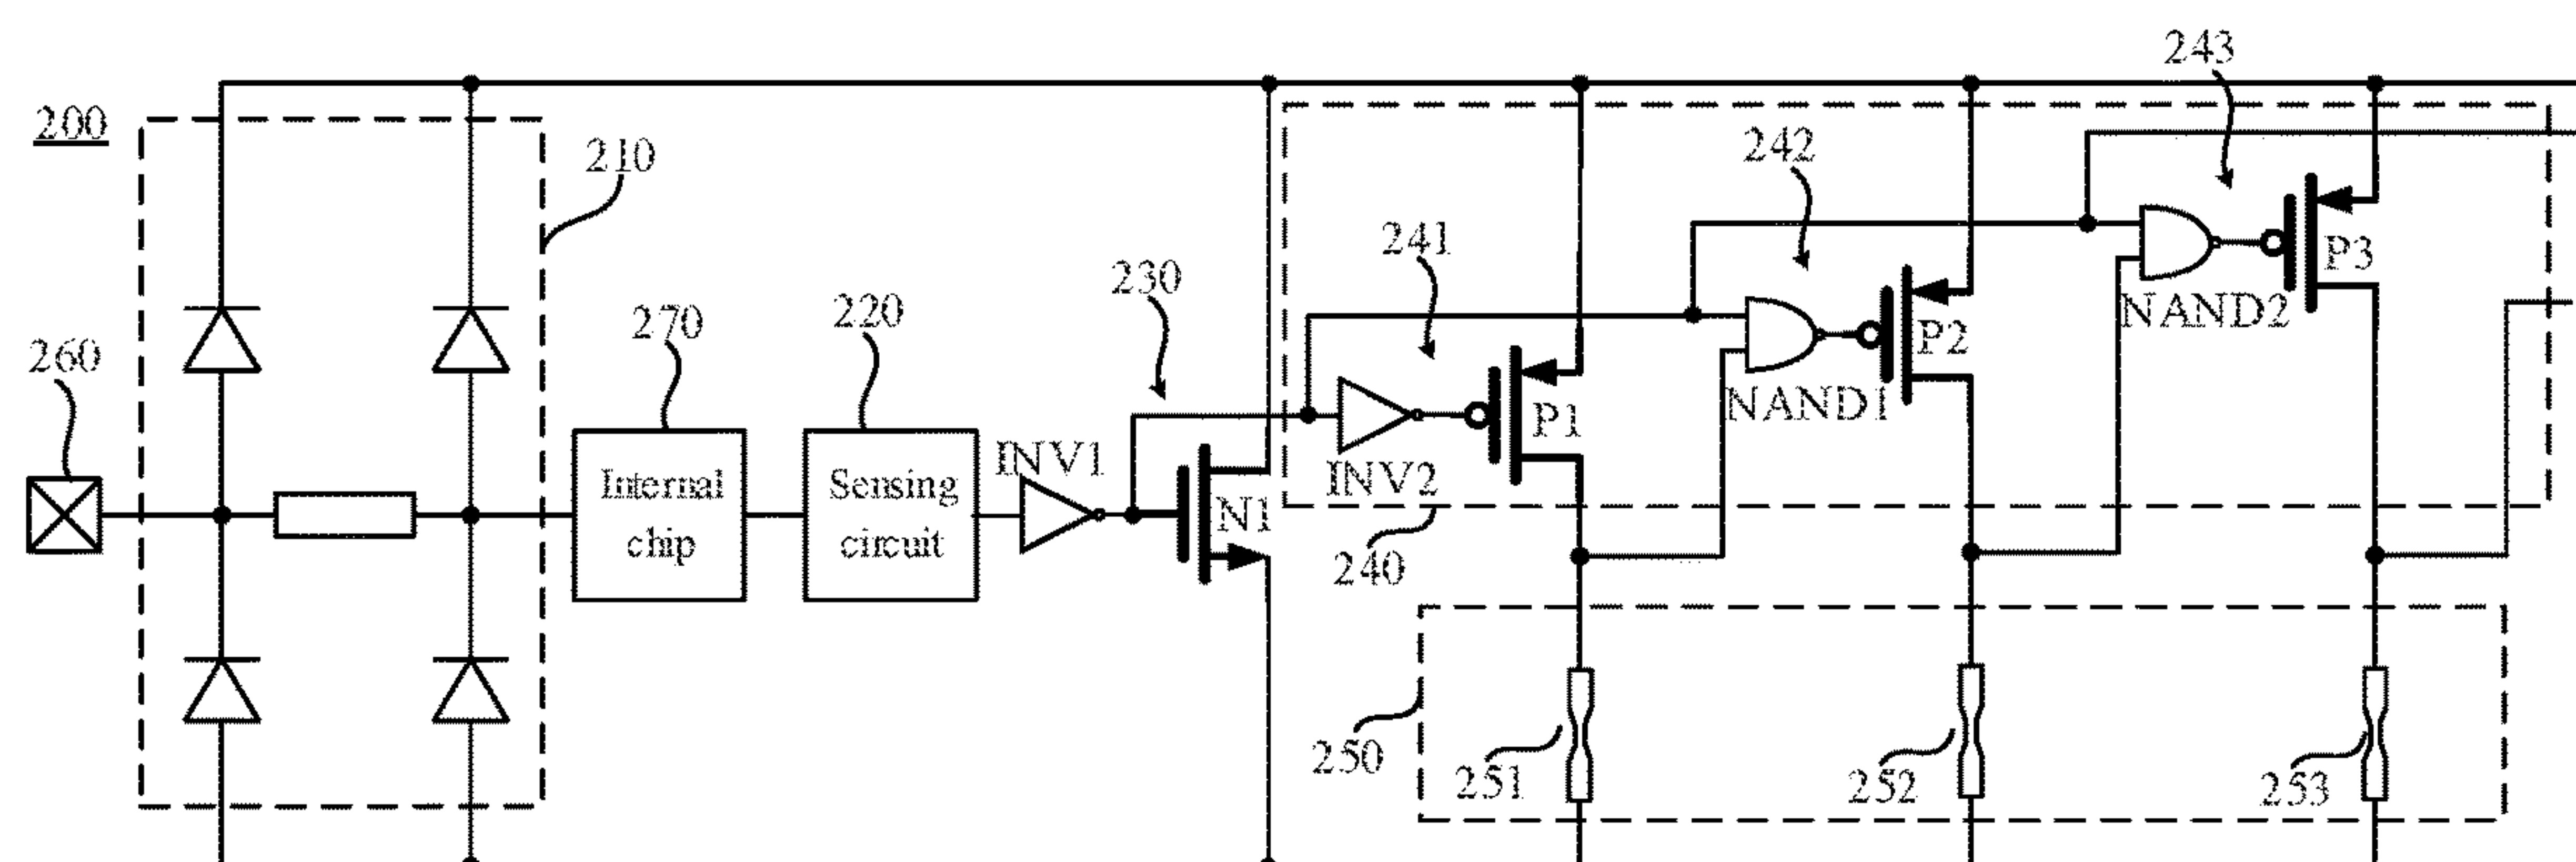 243
200
242
210
241
230
P3
270
220
NAND2
P2
260
NAND1
P1
INV1
INV2
Internal
chip
Sensing
circuit
N1
240
250
251
252
253